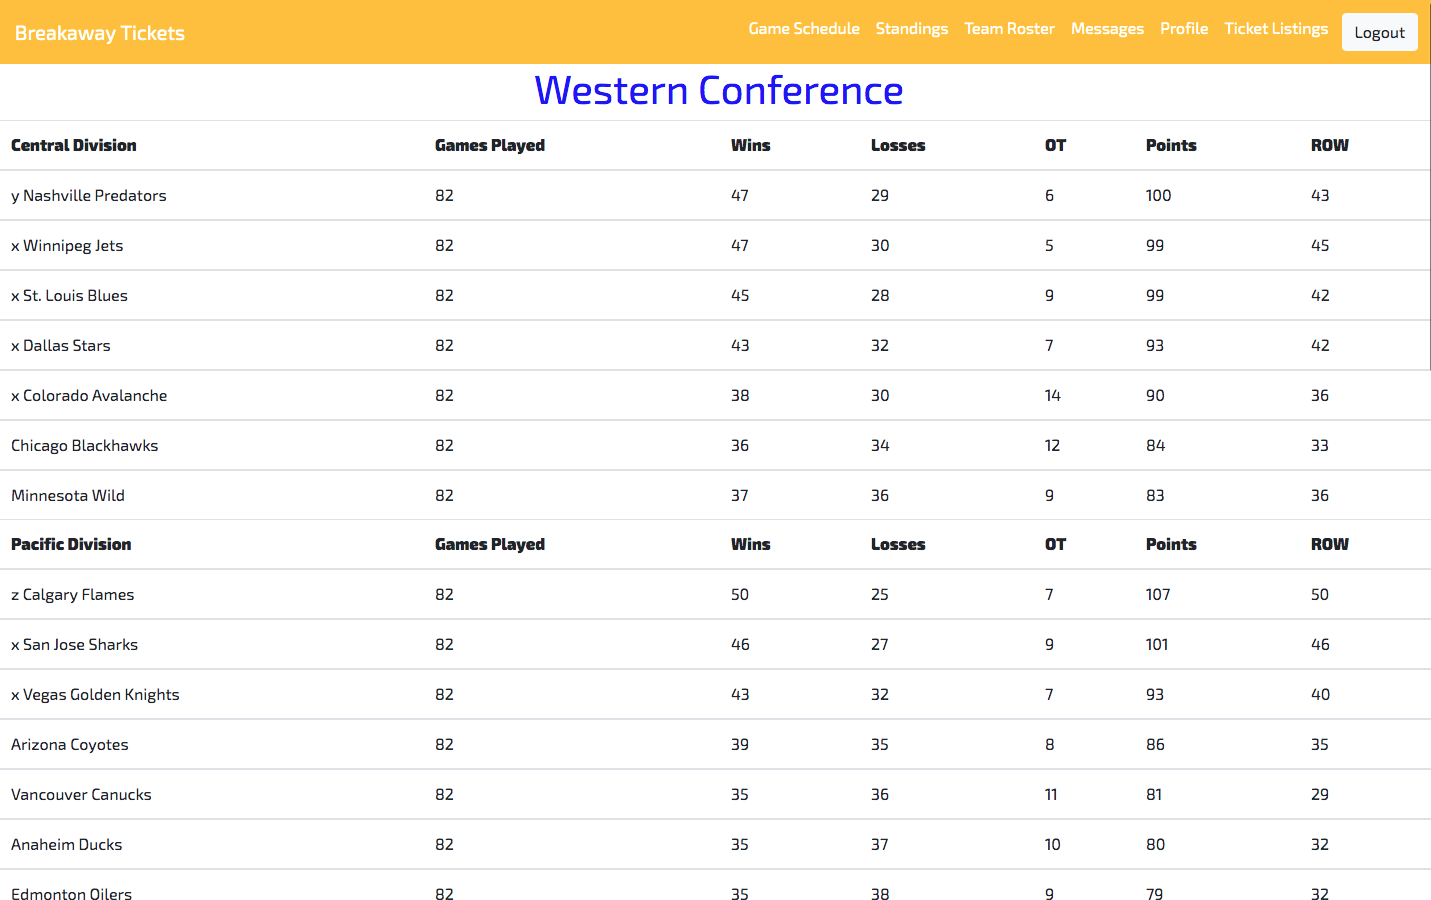 Breakaway Tickets Game Schedule Standings Team Roster Messages Profile Ticket Listings Logout
Western Conference
Central Division Games Played Wins Losses OT Points ROW
y Nashville Predators 82 47 29 6 100 43
x Winnipeg Jets 82 47 30 5 99 45
x St. Louis Blues 82 45 28 9 99 42
x Dallas Stars 82 43 32 7 93 42
x Colorado Avalanche 82 38 30 14 90 36
Chicago Blackhawks 82 36 34 12 84 33
Minnesota Wild 82 37 36 9 83 36
Pacific Division Games Played Wins Losses OT Points ROW
z Calgary Flames 82 50 25 7 107 50
x San Jose Sharks 82 46 27 9 101 46
x Vegas Golden Knights 82 43 32 7 93 40
Arizona Coyotes 82 39 35 8 86 35
Vancouver Canucks 82 35 36 11 81 29
Anaheim Ducks 82 35 37 10 80 32
Edmonton Oilers 82 35 38 9 79 32